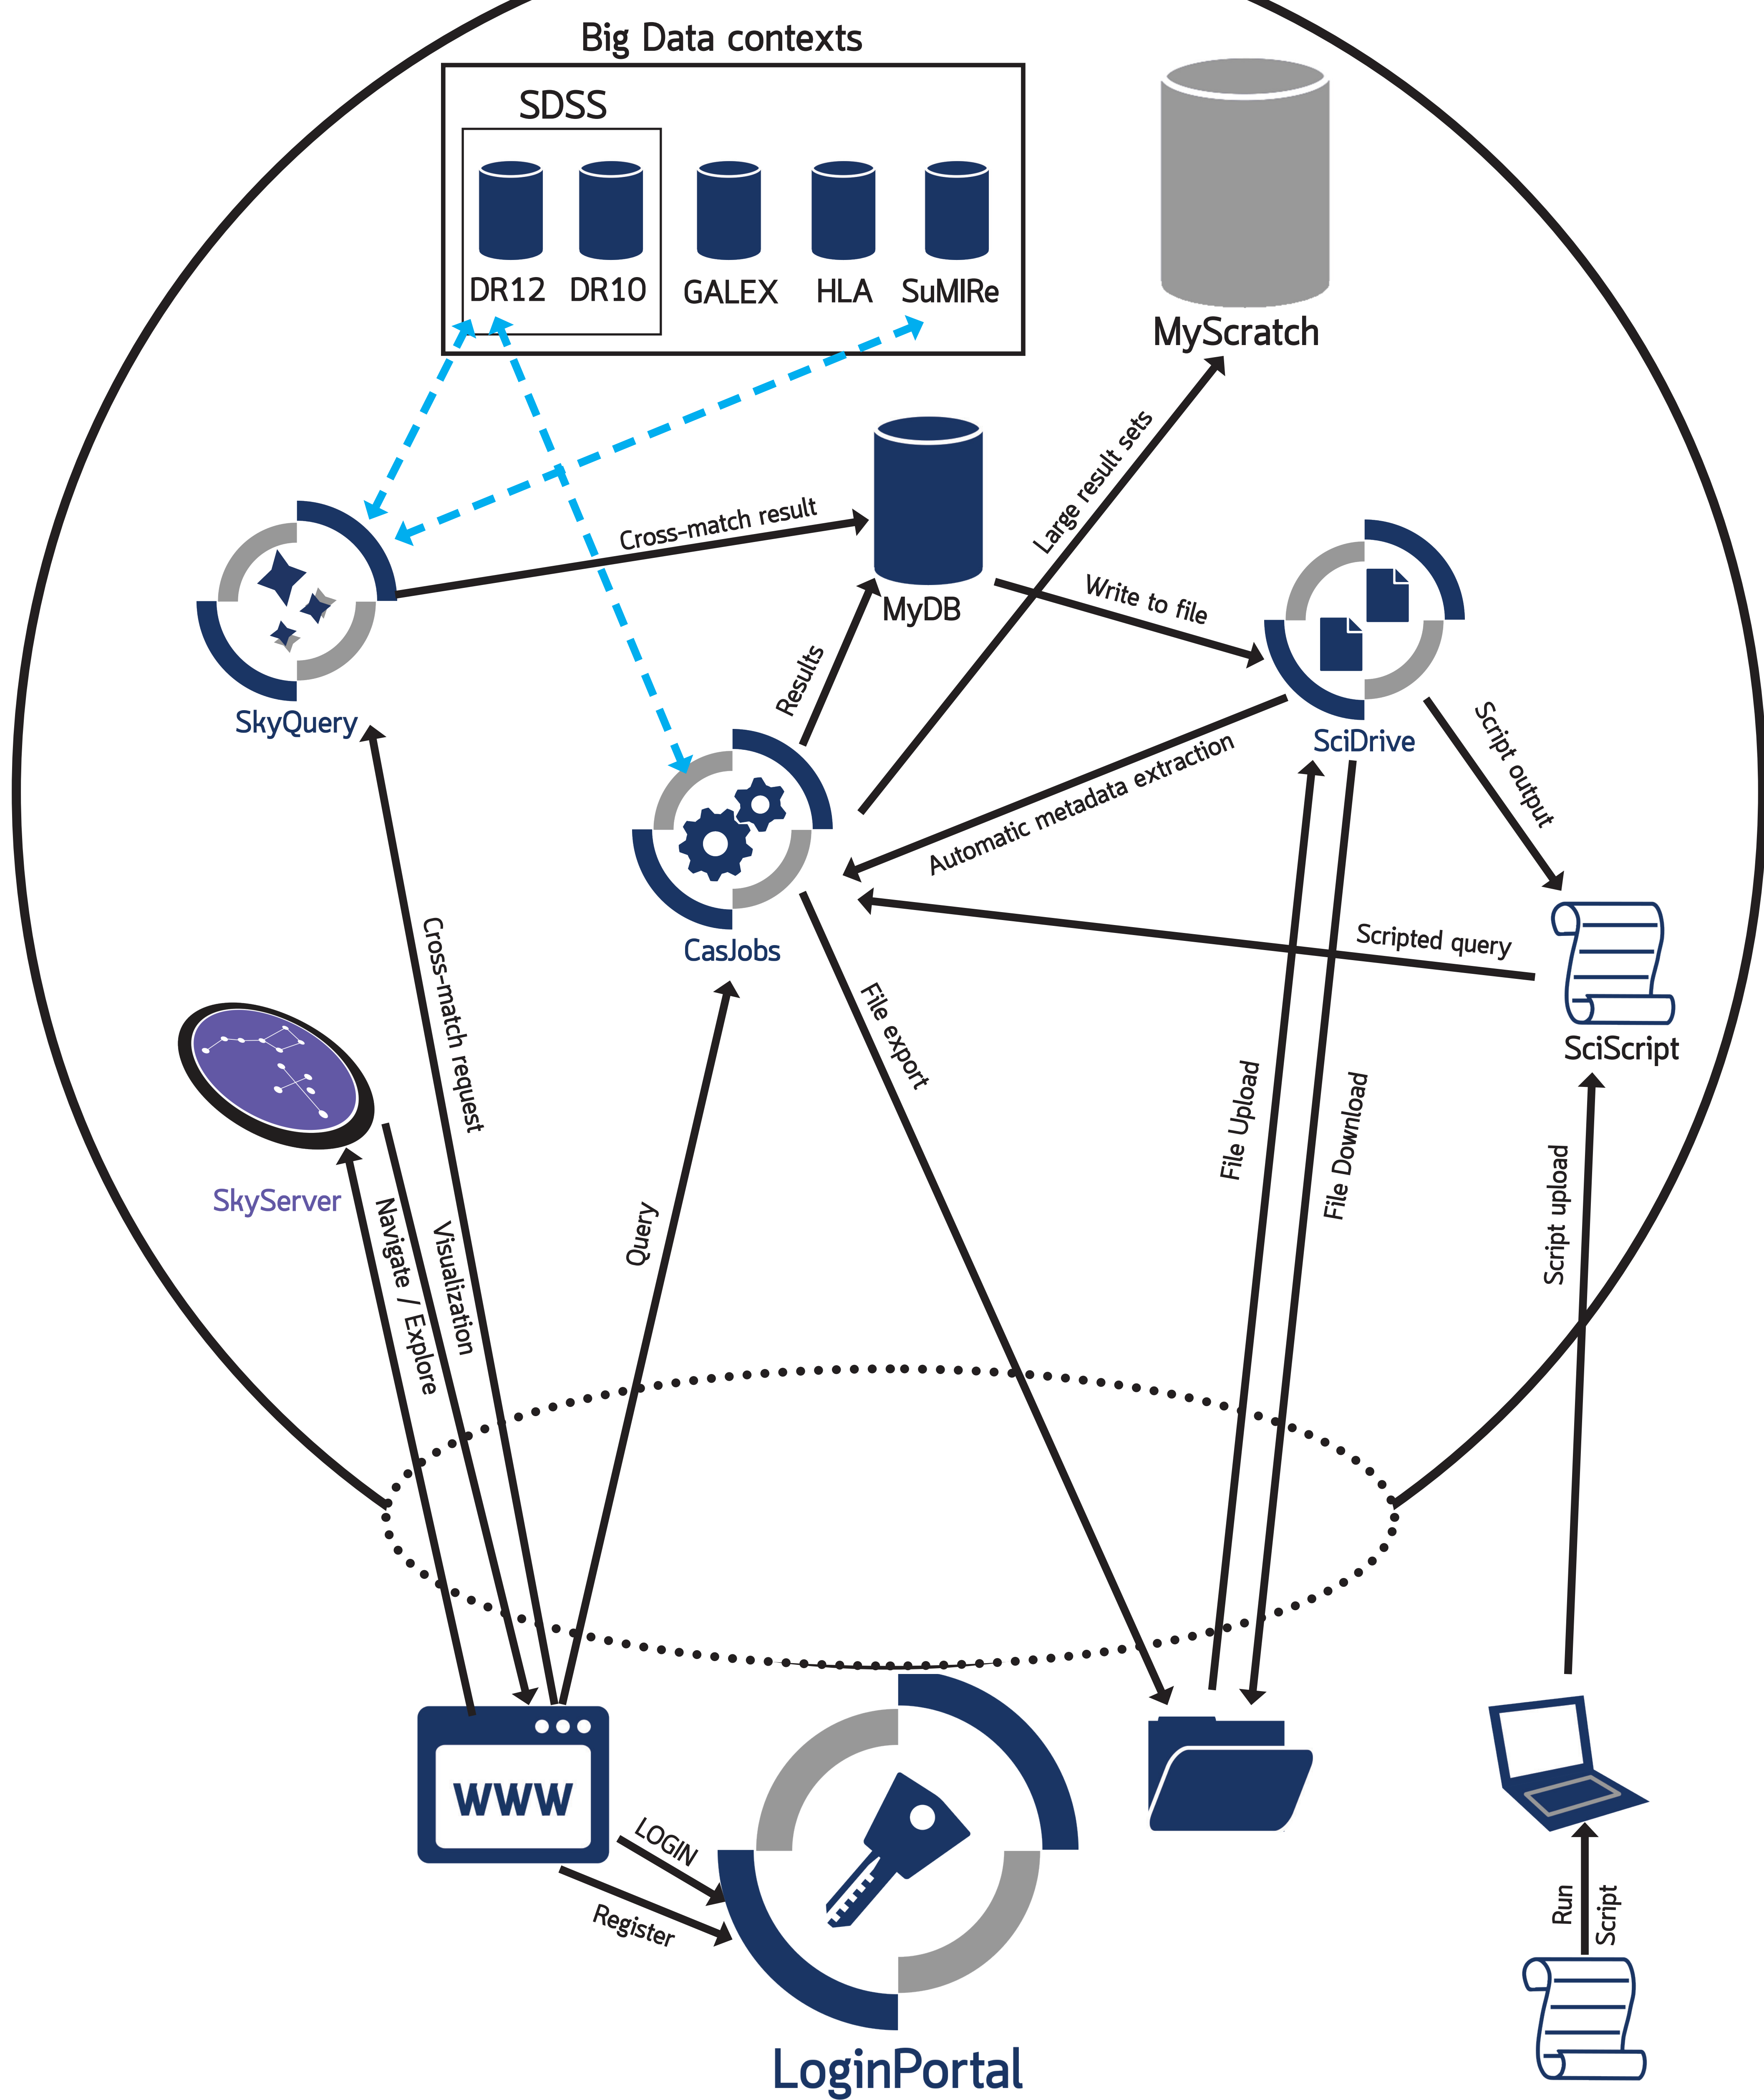 Big Data contexts
SDSS
DR12
DR10
GALEX
HLA
SuMIRe
MyScratch
Large result sets
Cross-match result
MyDB
Write to file
Results
SkyQuery
SciDrive
Script output
Automatic metadata extraction
CasJobs
Scripted query
SciScript
Cross-match request
File export
File Upload
File Download
Script upload
SkyServer
Navigate / Explore
Visualization
Query
WWW
LOGIN
Register
Run
Script
LoginPortal